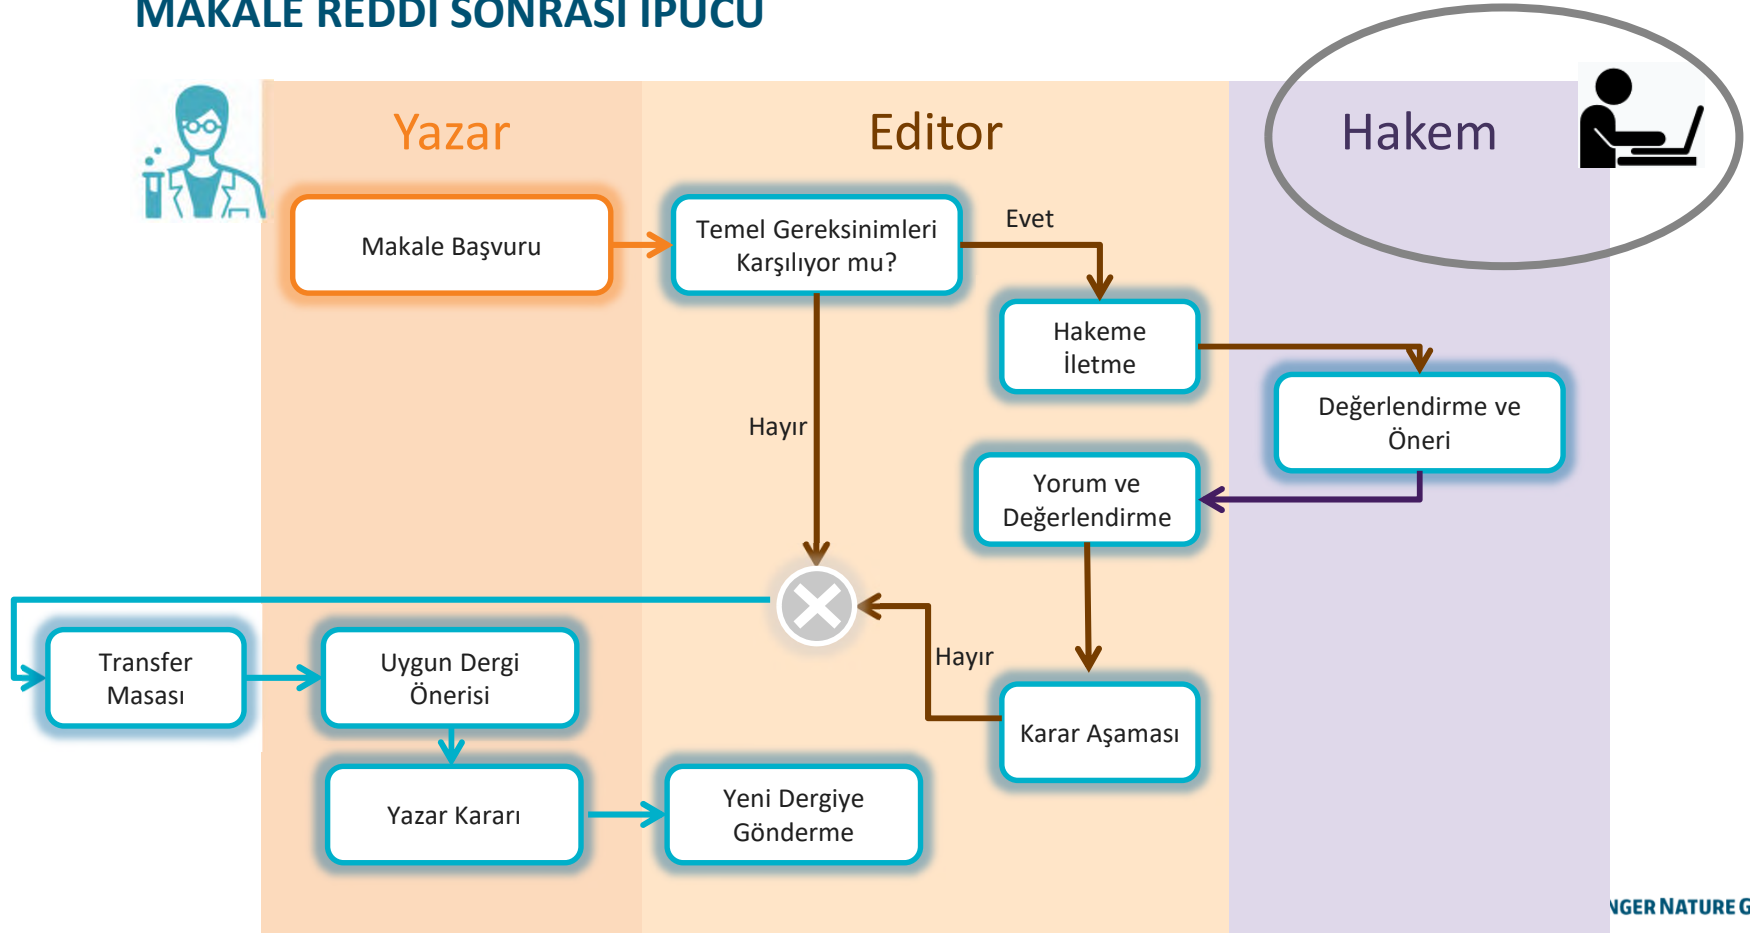 MAKALE REDDİ SONRASI İPUCU
Yazar
Editor
Hakem
Makale Başvuru
Temel Gereksinimleri
Karşılıyor mu?
Evet
Hakeme
İletme
Değerlendirme ve
Öneri
Hayır
Yorum ve
Değerlendirme
Hayır
Karar Aşaması
Transfer
Masası
Uygun Dergi
Önerisi
Yazar Kararı
Yeni Dergiye
Gönderme
NGER NATURE G